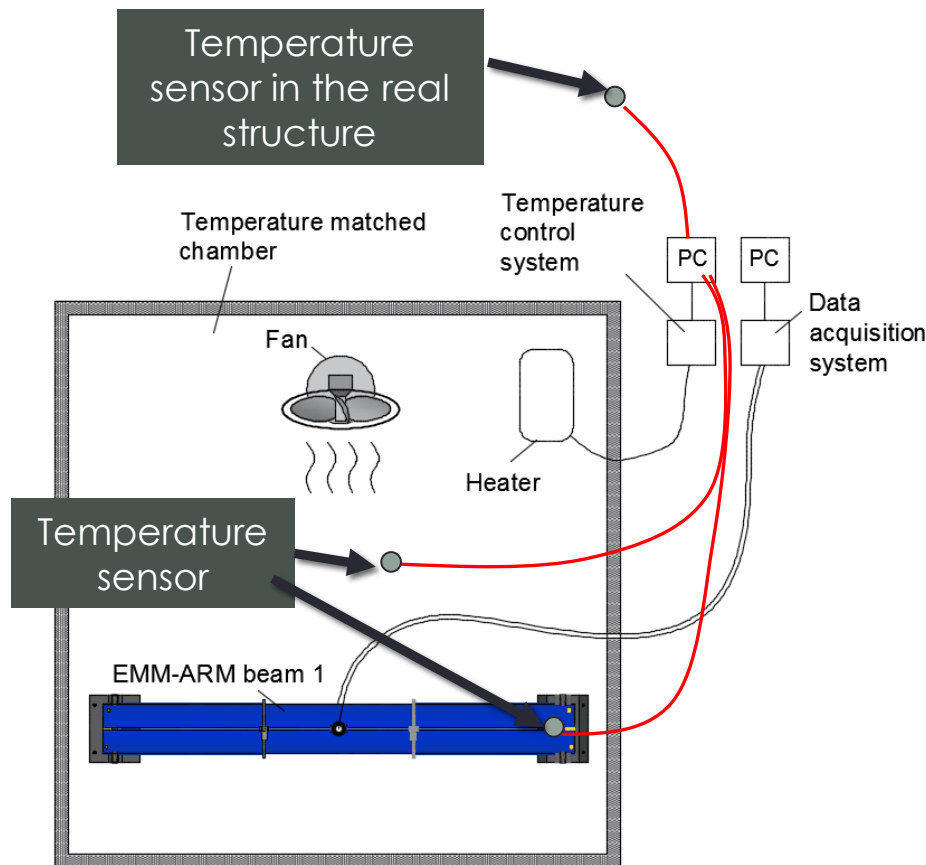 Temperature
sensor in the real
structure
Temperature matched
chamber
Temperature
control
system
PC
PC
Data
acquisition
system
Fan
Heater
Temperature
sensor
EMM-ARM beam 1